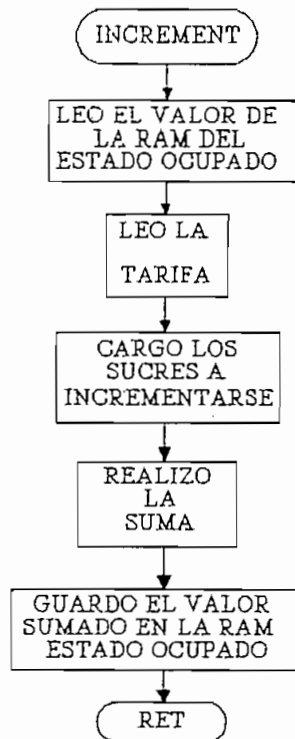 INCREMENT
LEO EL VALOR DE
LA RAM DEL
ESTADO OCUPADO
LEO LA
TARIFA
CARGO LOS
SUCRES A
INCREMENTARSE
REALIZO
LA
SUMA
GUARDO EL VALOR
SUMADO EN LA RAM
ESTADO OCUPADO
RET